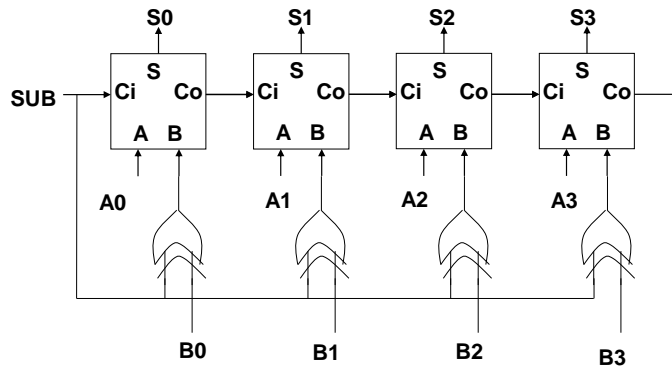 S0 S1 S2 S3
S S S S
SUB Ci Co Ci Co Ci Co Ci Co
A B A B A B A B
A0 A1 A2 A3
B0 B1 B2 B3